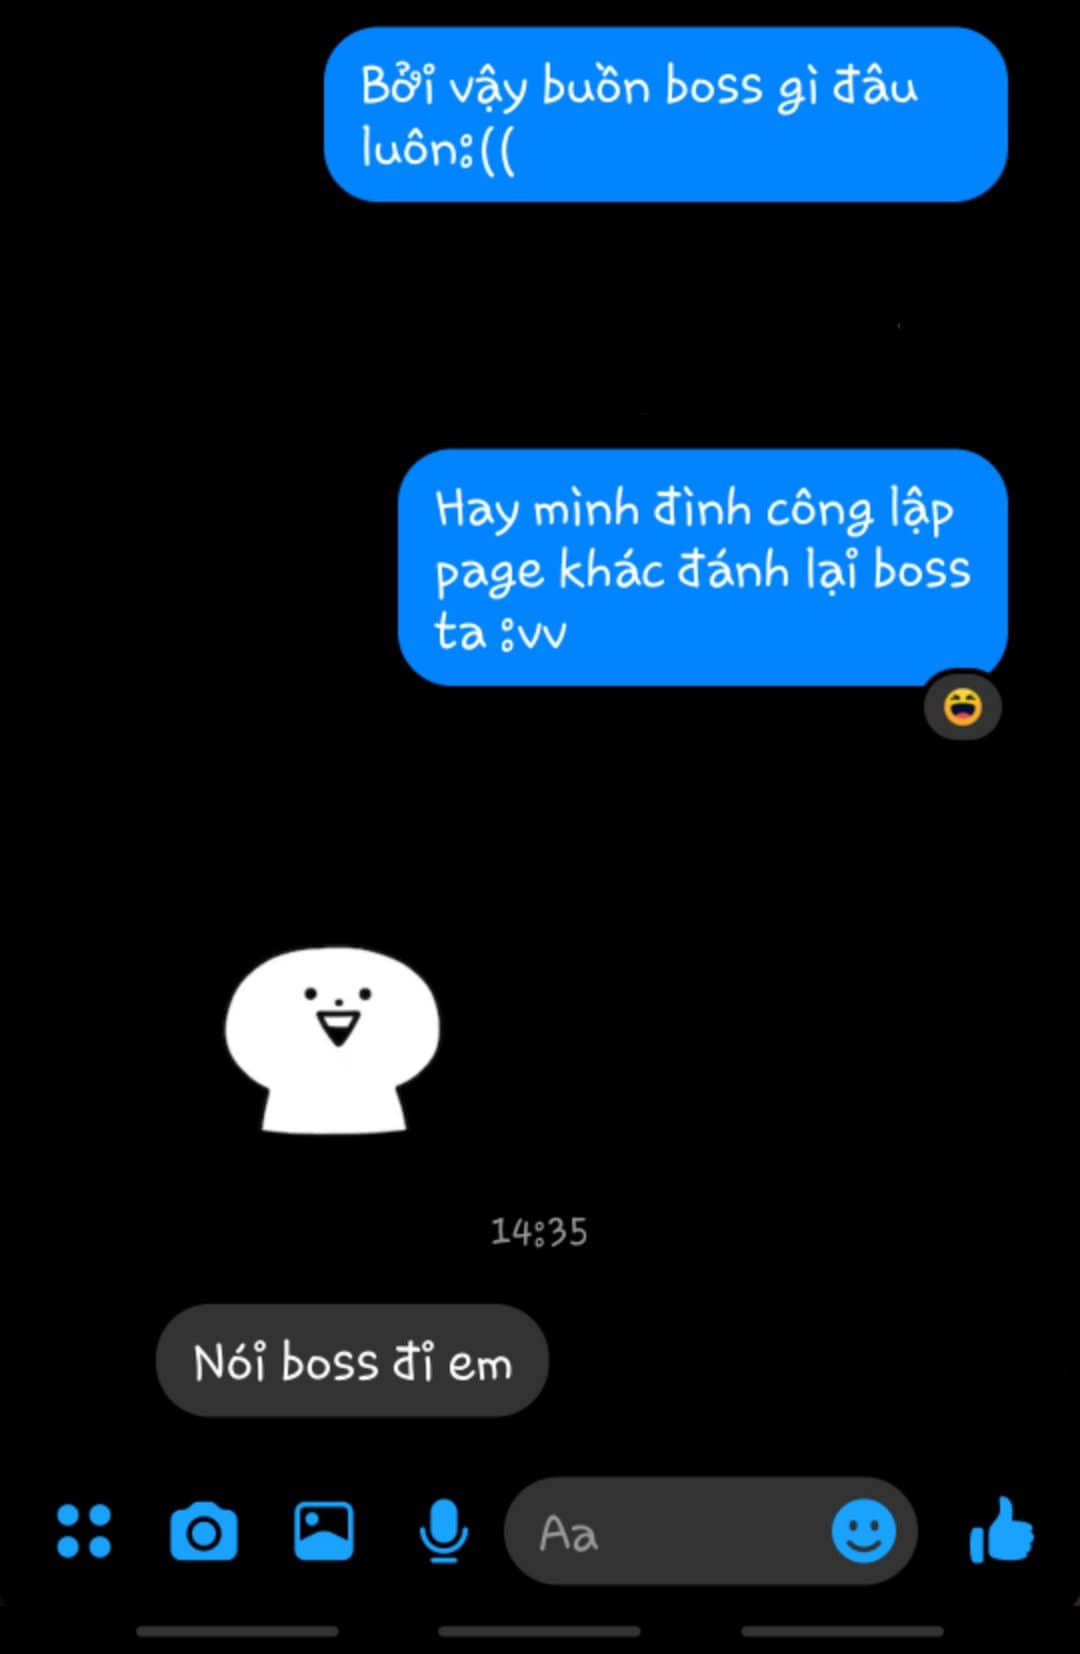 Bởi vậy buồn boss gì đâu
luôn:((
Hay mình đình công lập
page khác đánh lại boss
ta :vv
14:35
Nói boss đi em
Aa